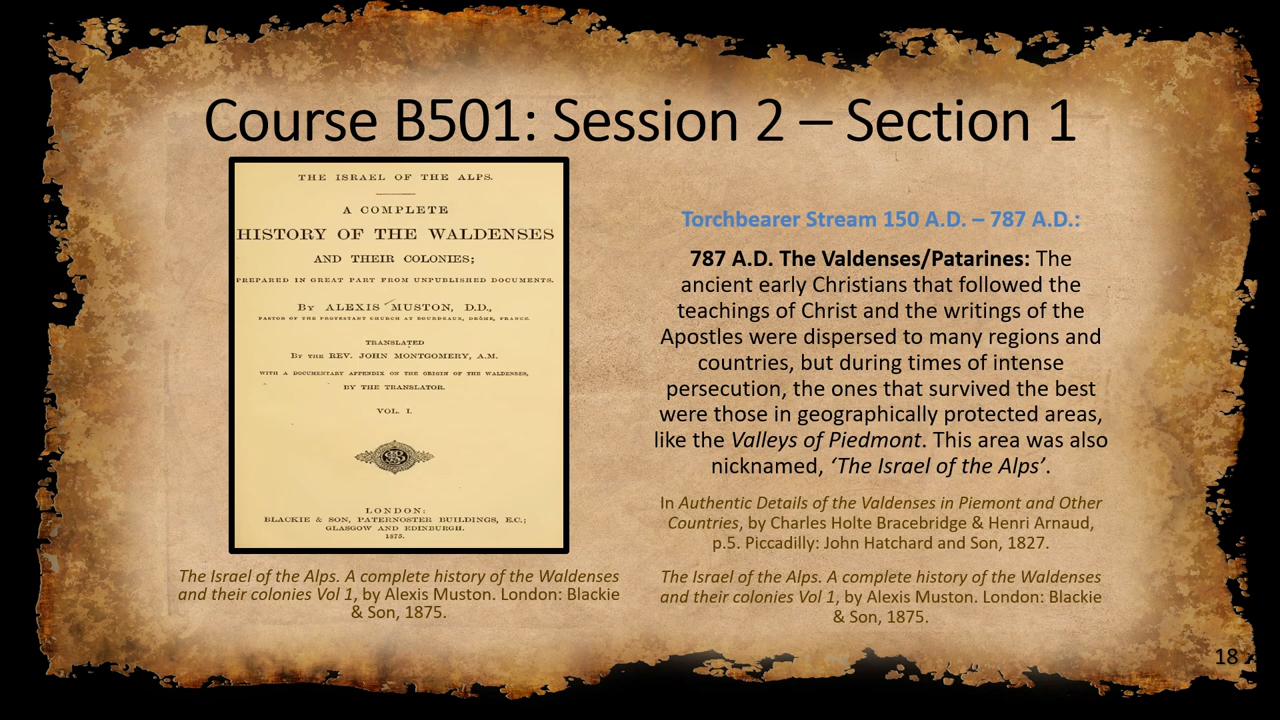 Course B501: Session 2 – Section 1
THE ISRAEL OF THE ALPS.
A COMPLETE
HISTORY OF THE WALDENSES
AND THEIR COLONIES;
PREPARED IN GREAT PART FROM UNPUBLISHED DOCUMENTS.
BY ALEXIS MUSTON, D.D.,
PASTOR OF THE PROTESTANT CHURCH AT BOURDEAUX, DRÔME, FRANCE.
TRANSLATED
BY THE REV. JOHN MONTGOMERY, A.M.
WITH A DOCUMENTARY APPENDIX ON THE ORIGIN OF THE WALDENSES,
BY THE TRANSLATOR.
VOL. I.
LONDON:
BLACKIE & SON, PATERNOSTER BUILDINGS, E.C.;
GLASGOW AND EDINBURGH.
1875.
The Israel of the Alps. A complete history of the Waldenses
and their colonies Vol 1, by Alexis Muston. London: Blackie
& Son, 1875.
Torchbearer Stream 150 A.D. – 787 A.D.:
787 A.D. The Valdenses/Patarines: The
ancient early Christians that followed the
teachings of Christ and the writings of the
Apostles were dispersed to many regions and
countries, but during times of intense
persecution, the ones that survived the best
were those in geographically protected areas,
like the Valleys of Piedmont. This area was also
nicknamed, ‘The Israel of the Alps’.
In Authentic Details of the Valdenses in Piemont and Other
Countries, by Charles Holte Bracebridge & Henri Arnaud,
p.5. Piccadilly: John Hatchard and Son, 1827.
The Israel of the Alps. A complete history of the Waldenses
and their colonies Vol 1, by Alexis Muston. London: Blackie
& Son, 1875.
18